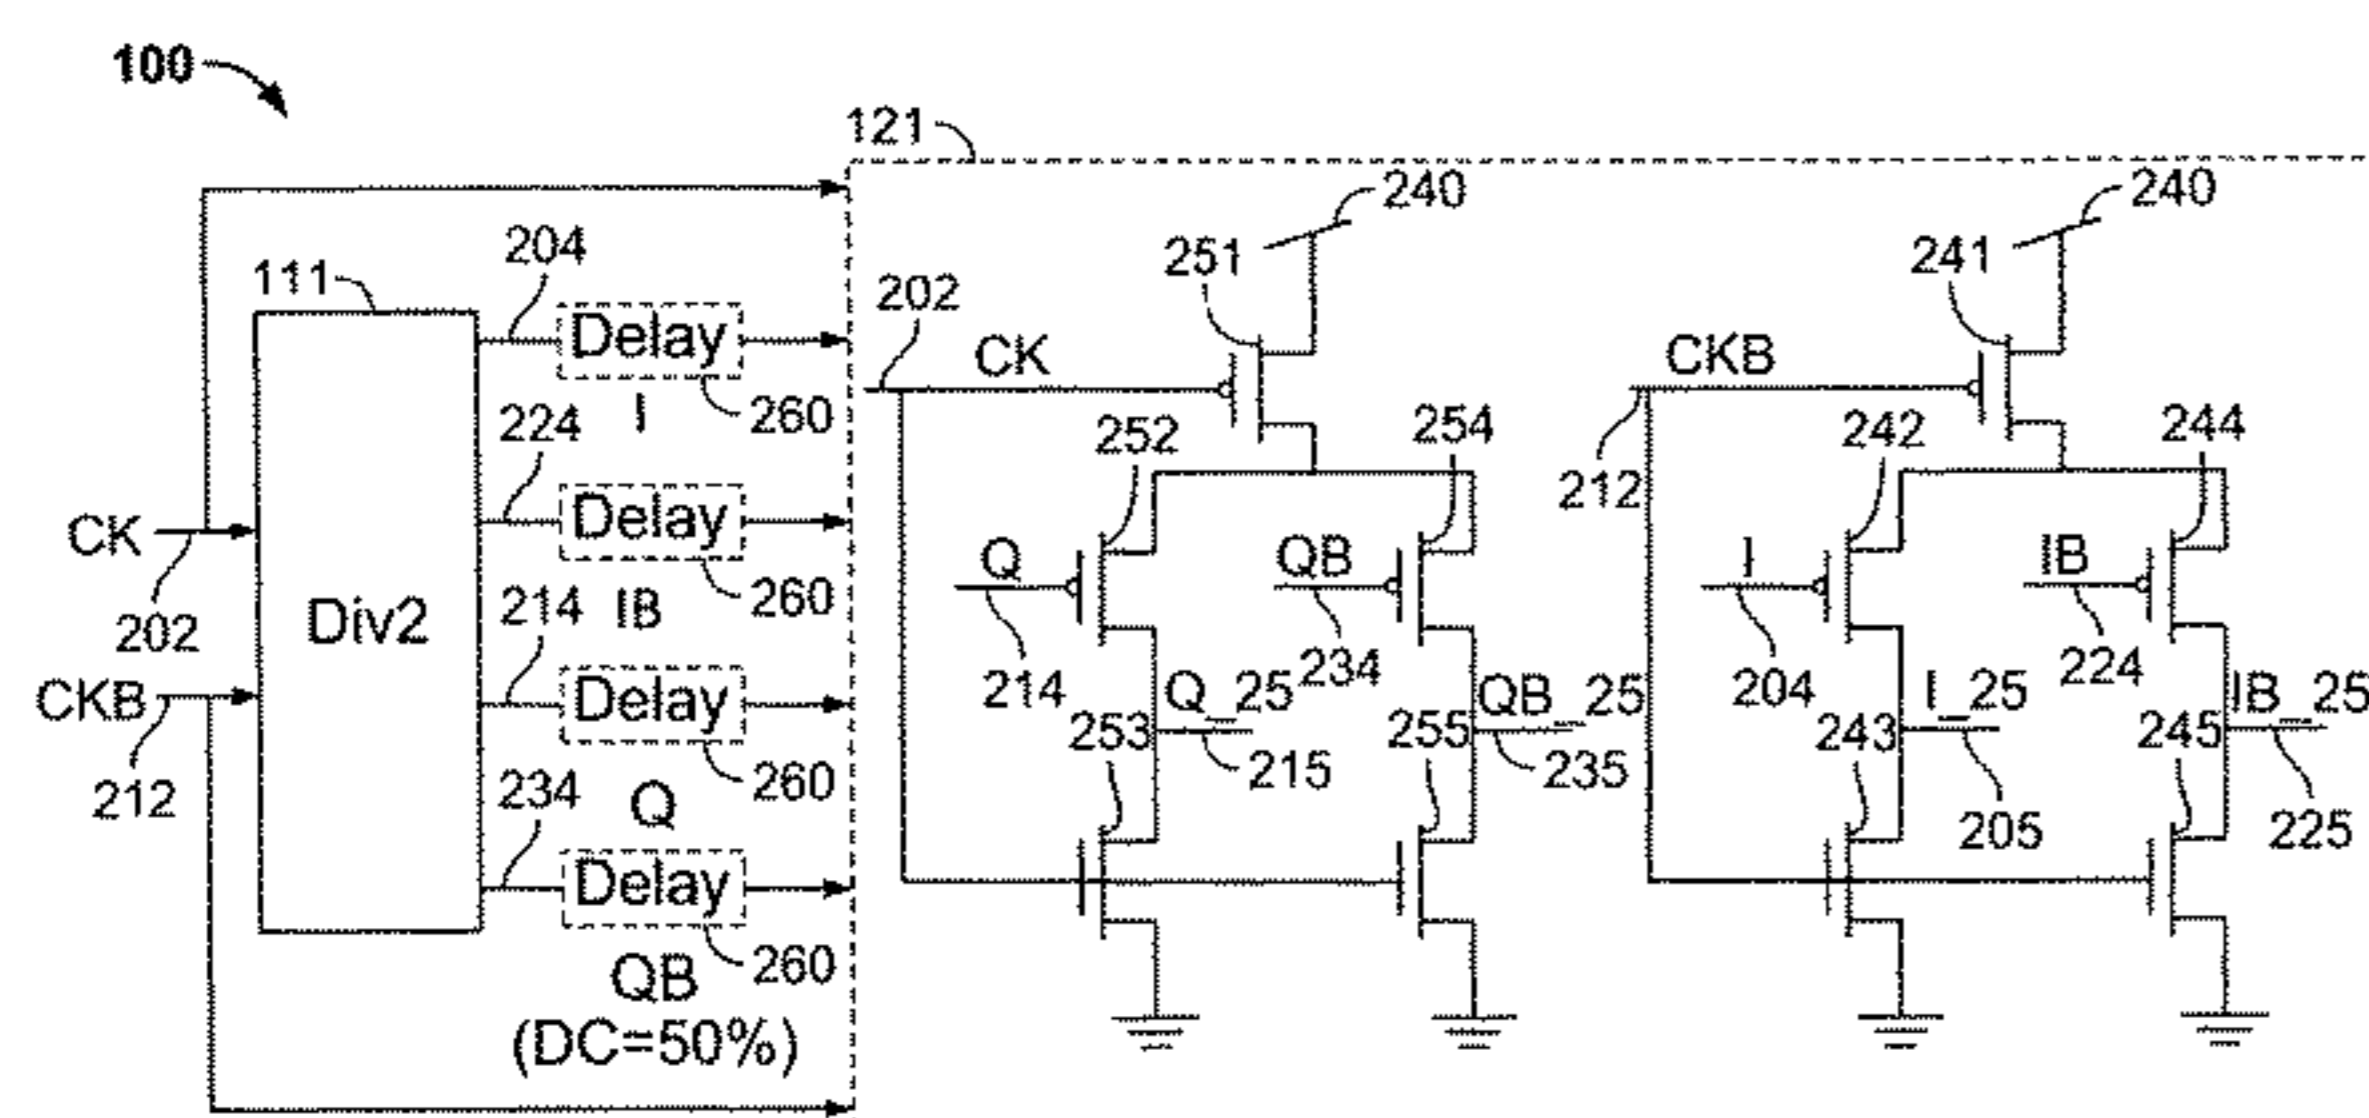 100
121
240
240
204
251
241
111
Delay
202
CK
CKB
I
260
224
252
254
242
244
212
CK
Delay
Q
QB
I
IB
202
260
214
IB
Div2
214
234
204
224
CKB
Delay
Q_25
QB_25
I_25
IB_25
253
255
243
245
212
234
260
215
235
205
225
Q
Delay
260
QB
(DC=50%)